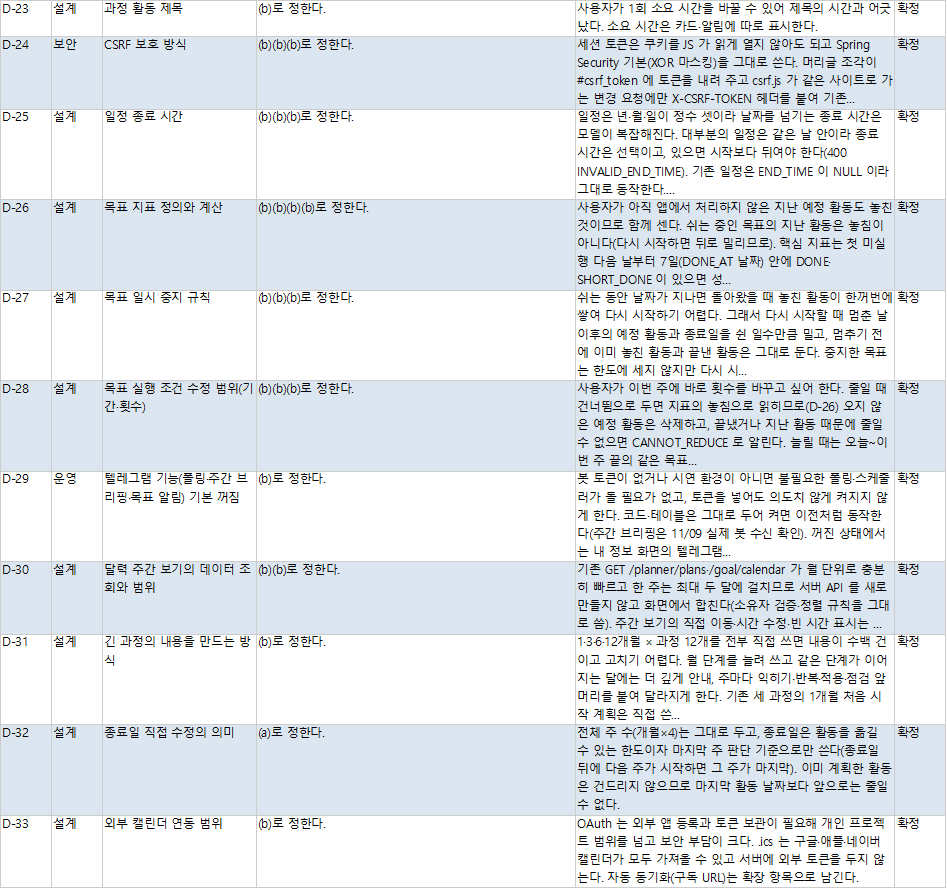 D-23 설계 과정 활동 제목 (b)로 정한다. 사용자가 1회 소요 시간을 바꿀 수 있어 제목의 시간과 어긋 확정
났다. 소요 시간은 카드·알림에 따로 표시한다.
D-24 보안 CSRF 보호 방식 (b)(b)(b)로 정한다. 세션 토큰은 쿠키를 JS 가 읽게 열지 않아도 되고 Spring 확정
Security 기본(XOR 마스킹)을 그대로 쓴다. 머리글 조각이
#csrf_token 에 토큰을 내려 주고 csrf.js 가 같은 사이트로 가
는 변경 요청에만 X-CSRF-TOKEN 헤더를 붙여 기존...
D-25 설계 일정 종료 시간 (b)(b)(b)로 정한다. 일정은 년·월·일이 정수 셋이라 날짜를 넘기는 종료 시간은 확정
모델이 복잡해진다. 대부분의 일정은 같은 날 안이라 종료
시간은 선택이고, 있으면 시작보다 뒤여야 한다(400
INVALID_END_TIME). 기존 일정은 END_TIME 이 NULL 이라
그대로 동작한다....
D-26 설계 목표 지표 정의와 계산 (b)(b)(b)(b)로 정한다. 사용자가 아직 앱에서 처리하지 않은 지난 예정 활동도 놓친 확정
것이므로 함께 센다. 쉬는 중인 목표의 지난 활동은 놓침이
아니다(다시 시작하면 뒤로 밀리므로). 핵심 지표는 첫 미실
행 다음 날부터 7일(DONE_AT 날짜) 안에 DONE·
SHORT_DONE 이 있으면 성...
D-27 설계 목표 일시 중지 규칙 (b)(b)(b)로 정한다. 쉬는 동안 날짜가 지나면 돌아왔을 때 놓친 활동이 한꺼번에 확정
쌓여 다시 시작하기 어렵다. 그래서 다시 시작할 때 멈춘 날
이후의 예정 활동과 종료일을 쉰 일수만큼 밀고, 멈추기 전
에 이미 놓친 활동과 끝낸 활동은 그대로 둔다. 중지한 목표
는 한도에 세지 않지만 다시 시...
D-28 설계 목표 실행 조건 수정 범위(기 (b)(b)(b)로 정한다. 사용자가 이번 주에 바로 횟수를 바꾸고 싶어 한다. 줄일 때 확정
간·횟수) 건너뜀으로 두면 지표의 놓침으로 읽히므로(D-26) 오지 않
은 예정 활동은 삭제하고, 끝냈거나 지난 활동 때문에 줄일
수 없으면 CANNOT_REDUCE 로 알린다. 늘릴 때는 오늘~이
번 주 끝의 같은 목표...
D-29 운영 텔레그램 기능(폴링·주간 브 (b)로 정한다. 봇 토큰이 없거나 시연 환경이 아니면 불필요한 폴링·스케줄 확정
리핑·목표 알림) 기본 꺼짐 러가 돌 필요가 없고, 토큰을 넣어도 의도치 않게 켜지지 않
게 한다. 코드·테이블은 그대로 두어 켜면 이전처럼 동작한
다(주간 브리핑은 11/09 실제 봇 수신 확인). 꺼진 상태에서
는 내 정보 화면의 텔레그램...
D-30 설계 달력 주간 보기의 데이터 조 (b)(b)로 정한다. 기존 GET /planner/plans·/goal/calendar 가 월 단위로 충분 확정
회와 범위 히 빠르고 한 주는 최대 두 달에 걸치므로 서버 API 를 새로
만들지 않고 화면에서 합친다(소유자 검증·정렬 규칙을 그대
로 씀). 주간 보기의 직접 이동·시간 수정·빈 시간 표시는 ...
D-31 설계 긴 과정의 내용을 만드는 방 (b)로 정한다. 1·3·6·12개월 × 과정 12개를 전부 직접 쓰면 내용이 수백 건 확정
식 이고 고치기 어렵다. 월 단계를 늘려 쓰고 같은 단계가 이어
지는 달에는 더 깊게 안내, 주마다 익히기·반복·적용·점검 앞
머리를 붙여 달라지게 한다. 기존 세 과정의 1개월 처음 시
작 계획은 직접 쓴...
D-32 설계 종료일 직접 수정의 의미 (a)로 정한다. 전체 주 수(개월×4)는 그대로 두고, 종료일은 활동을 옮길 확정
수 있는 한도이자 마지막 주 판단 기준으로만 쓴다(종료일
뒤에 다음 주가 시작하면 그 주가 마지막). 이미 계획한 활동
은 건드리지 않으므로 마지막 활동 날짜보다 앞으로는 줄일
수 없다.
D-33 설계 외부 캘린더 연동 범위 (b)로 정한다. OAuth 는 외부 앱 등록과 토큰 보관이 필요해 개인 프로젝 확정
트 범위를 넘고 보안 부담이 크다. .ics 는 구글·애플·네이버
캘린더가 모두 가져올 수 있고 서버에 외부 토큰을 두지 않
는다. 자동 동기화(구독 URL)는 확장 항목으로 남긴다.